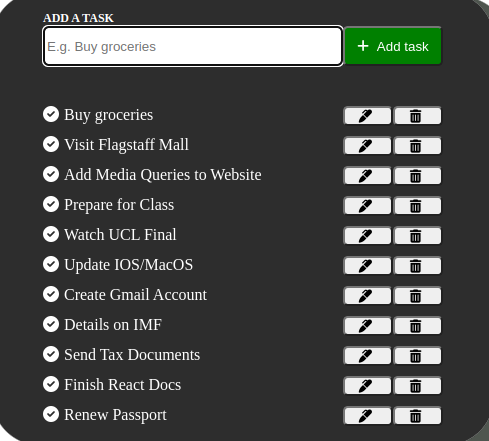 ADD A TASK
E.g. Buy groceries
Add task
Buy groceries
Visit Flagstaff Mall
Add Media Queries to Website
Prepare for Class
Watch UCL Final
Update IOS/MacOS
Create Gmail Account
Details on IMF
Send Tax Documents
Finish React Docs
Renew Passport